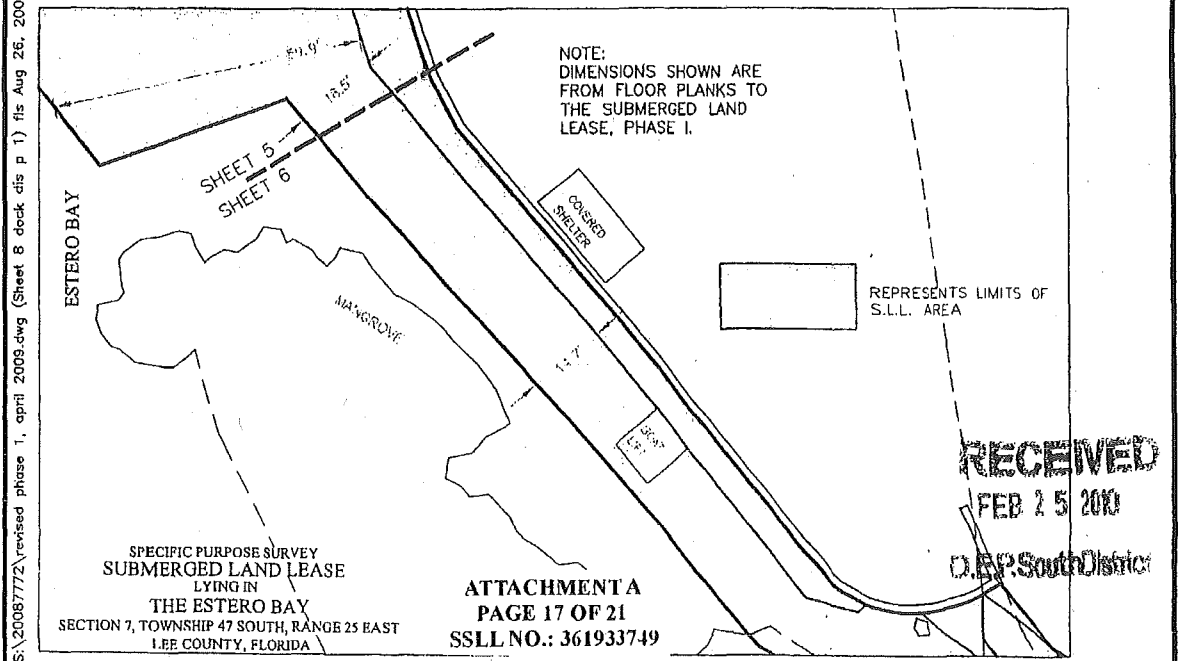 S:\20087772\revised phase 1, april 2009.dwg (Sheet 8 dock dis p 1) fls Aug 26, 200
18.5'
NOTE:
DIMENSIONS SHOWN ARE
FROM FLOOR PLANKS TO
THE SUBMERGED LAND
LEASE, PHASE I.
SHEET 5
SHEET 6
ESTERO BAY
COVERED
SHELTER
MANGROVE
REPRESENTS LIMITS OF
S.L.L. AREA
BOAT
LIFT
RECEIVED
FEB 25 2010
D.E.P. South District
SPECIFIC PURPOSE SURVEY
SUBMERGED LAND LEASE
LYING IN
THE ESTERO BAY
SECTION 7, TOWNSHIP 47 SOUTH, RANGE 25 EAST
LEE COUNTY, FLORIDA
ATTACHMENT A
PAGE 17 OF 21
SSLL NO.: 361933749